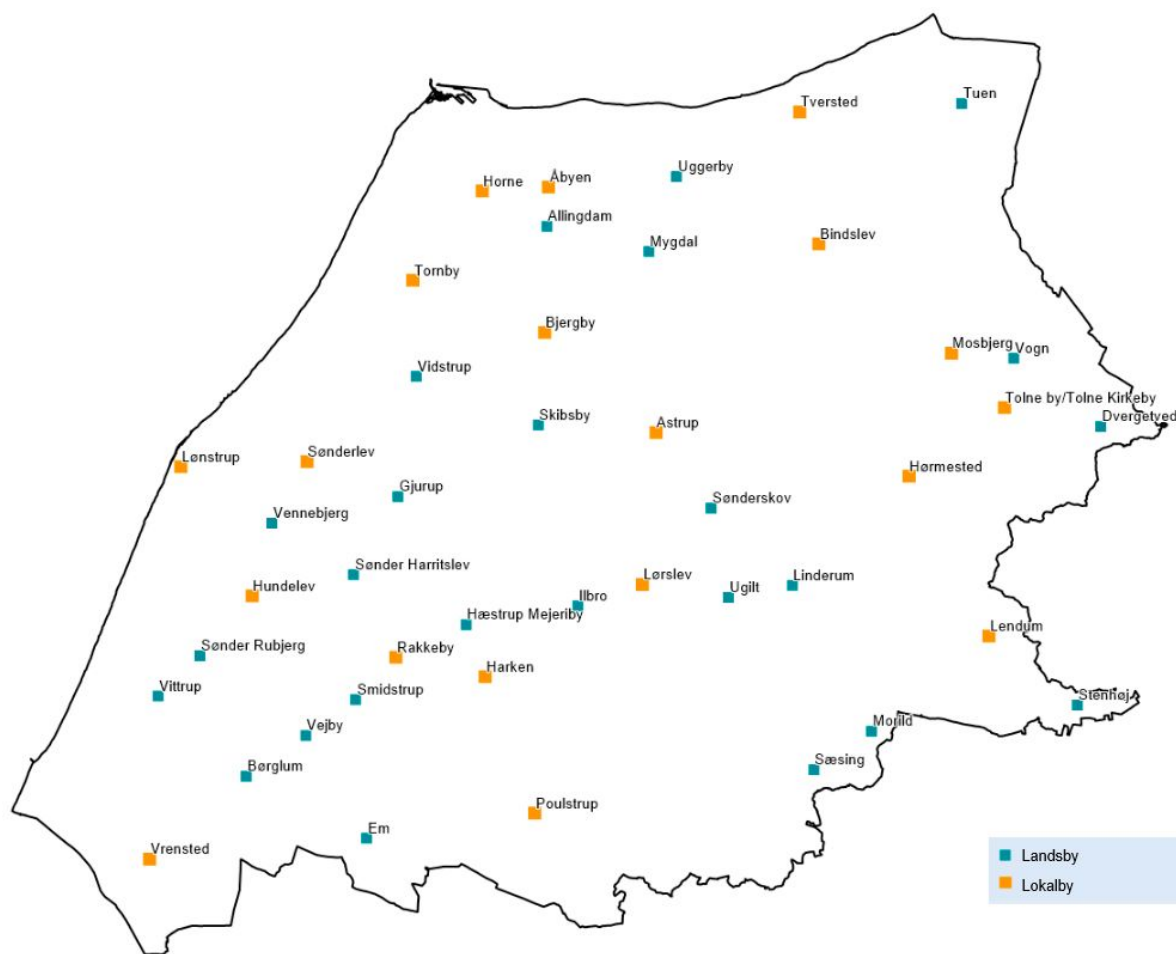 Tuen
Tversted
Uggerby
Horne
Åbyen
Allingdam
Bindslev
Mygdal
Tornby
Bjergby
Mosbjerg
Vogn
Vidstrup
Tolne by/Tolne Kirkeby
Dvergetved
Skibsby
Astrup
Sønderlev
Lønstrup
Hørmested
Gjurup
Sønderskov
Vennebjerg
Sønder Harritslev
Lørslev
Ugilt
Linderum
Hundelev
Ilbro
Hæstrup Mejeriby
Lendum
Sønder Rubjerg
Rakkeby
Harken
Vittrup
Smidstrup
Stenhøj
Morild
Vejby
Sæsing
Børglum
Poulstrup
Em
Vrensted
Landsby
Lokalby